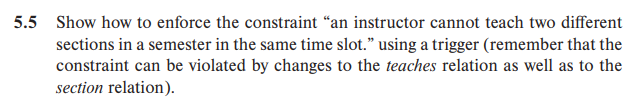 5.5 Show how to enforce the constraint “an instructor cannot teach two different
sections in a semester in the same time slot.” using a trigger (remember that the
constraint can be violated by changes to the teaches relation as well as to the
section relation).